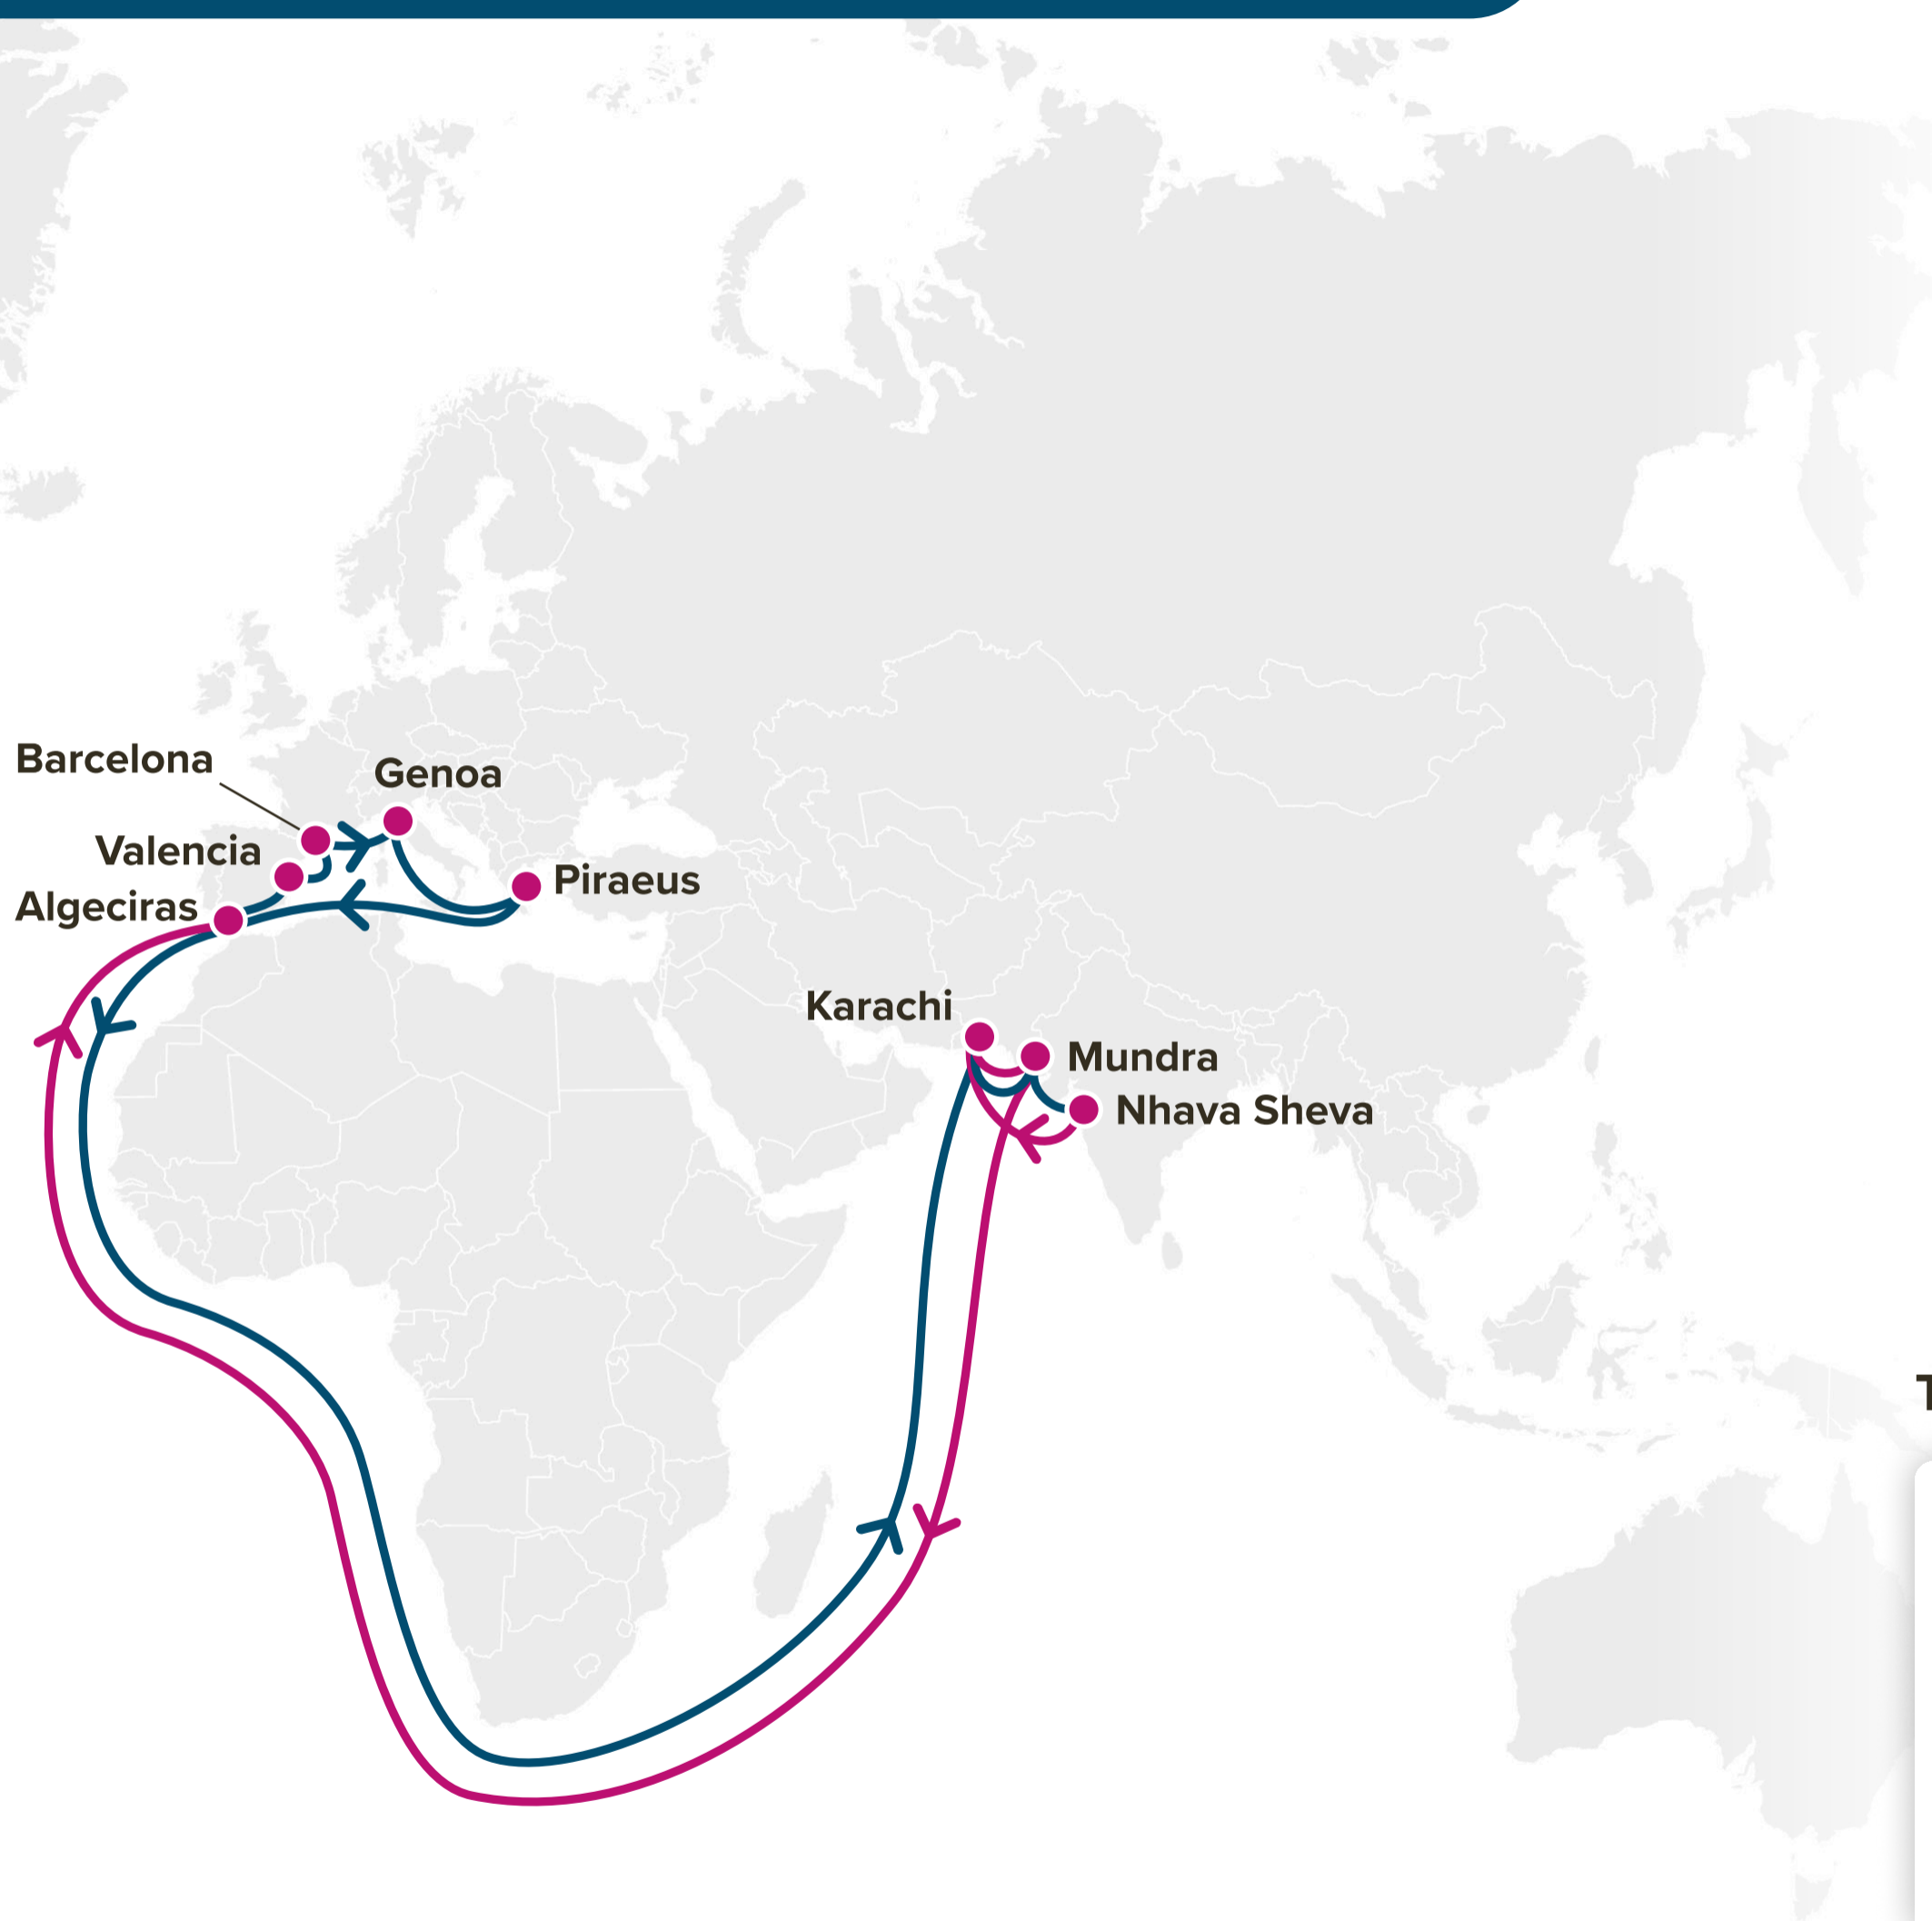 Barcelona
Genoa
Valencia
Piraeus
Algeciras
Karachi
Mundra
Nhava Sheva
T